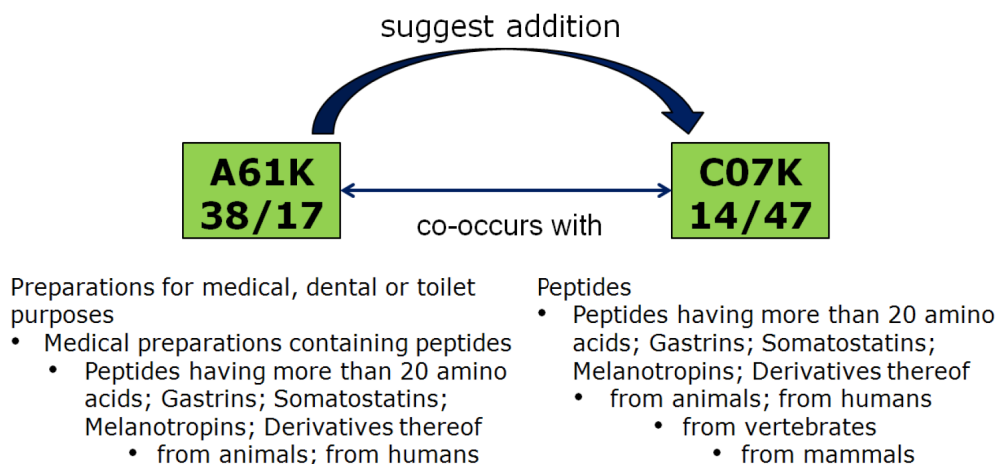 suggest addition
A61K
38/17
C07K
14/47
co-occurs with
Preparations for medical, dental or toilet
purposes
• Medical preparations containing peptides
• Peptides having more than 20 amino
acids; Gastrins; Somatostatins;
Melanotropins; Derivatives thereof
• from animals; from humans
Peptides
• Peptides having more than 20 amino
acids; Gastrins; Somatostatins;
Melanotropins; Derivatives thereof
• from animals; from humans
• from vertebrates
• from mammals